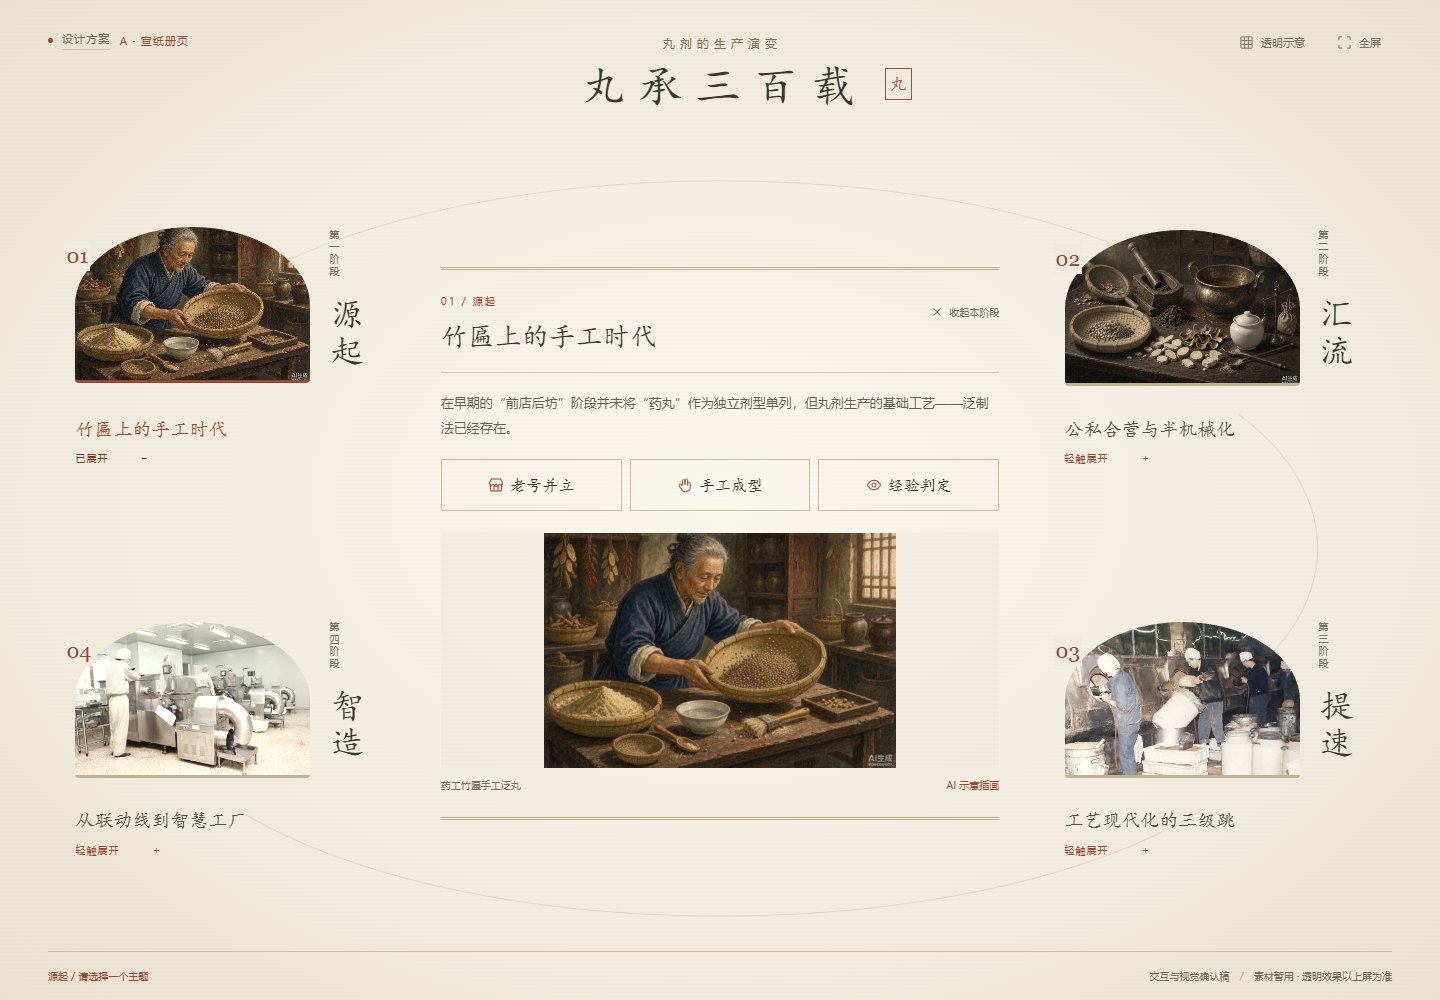 设计方案 A · 宣纸册页
丸剂的生产演变
透明示意 全屏
丸承三百载 丸
01
第一阶段
源起
竹匾上的手工时代
已展开 −
01 / 源起
竹匾上的手工时代
× 收起本阶段
在早期的“前店后坊”阶段并未将“药丸”作为独立剂型单列，但丸剂生产的基础工艺——泛制
法已经存在。
老号并立 手工成型 经验判定
AI生成
药工竹匾手工泛丸 AI 示意插画
02
第二阶段
汇流
公私合营与半机械化
轻触展开 +
04
第四阶段
智造
从联动线到智慧工厂
轻触展开 +
03
第三阶段
提速
工艺现代化的三级跳
轻触展开 +
源起 / 请选择一个主题
交互与视觉确认稿 / 素材暂用 · 透明效果以上屏为准